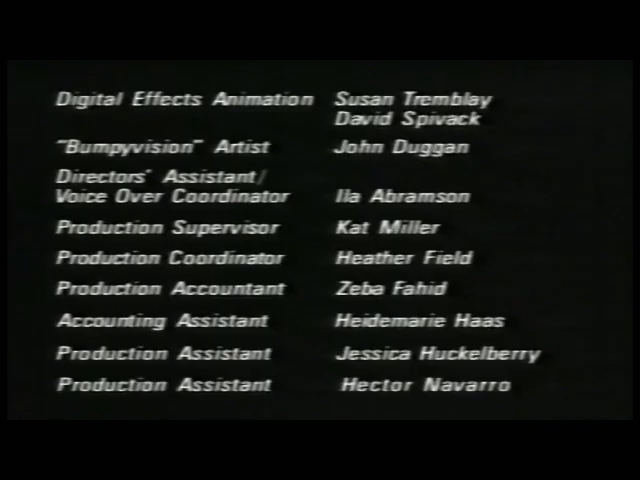 Digital Effects Animation Susan Tremblay
David Spivack
"Bumpyvision" Artist John Duggan
Directors' Assistant/
Voice Over Coordinator Ila Abramson
Production Supervisor Kat Miller
Production Coordinator Heather Field
Production Accountant Zeba Fahid
Accounting Assistant Heidemarie Haas
Production Assistant Jessica Huckelberry
Production Assistant Hector Navarro